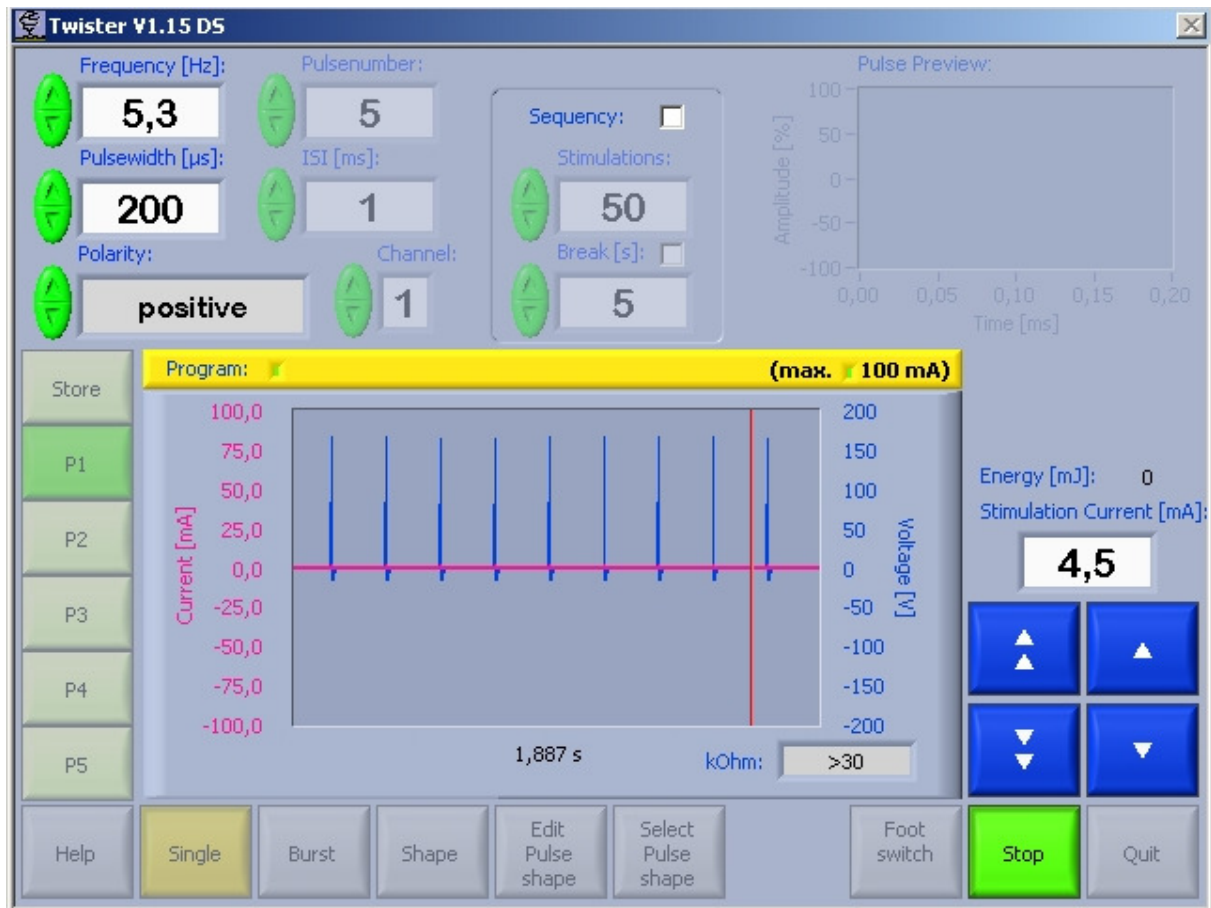 Twister V1.15 DS
Frequency [Hz]:
5,3
Pulsenumber:
5
Pulsewidth [µs]:
200
ISI [ms]:
1
Polarity:
positive
Channel:
1
Sequency:
Stimulations:
50
Break [s]:
5
Pulse Preview:
Amplitude [%]
100
50
0
-50
-100
0,00 0,05 0,10 0,15 0,20
Time [ms]
Store
P1
P2
P3
P4
P5
Program:
(max. 100 mA)
Current [mA]
100,0
75,0
50,0
25,0
0,0
-25,0
-50,0
-75,0
-100,0
200
150
100
50
0
-50
-100
-150
-200
Voltage [V]
1,887 s
kOhm: >30
Energy [mJ]: 0
Stimulation Current [mA]:
4,5
Help
Single
Burst
Shape
Edit
Pulse
shape
Select
Pulse
shape
Foot
switch
Stop
Quit